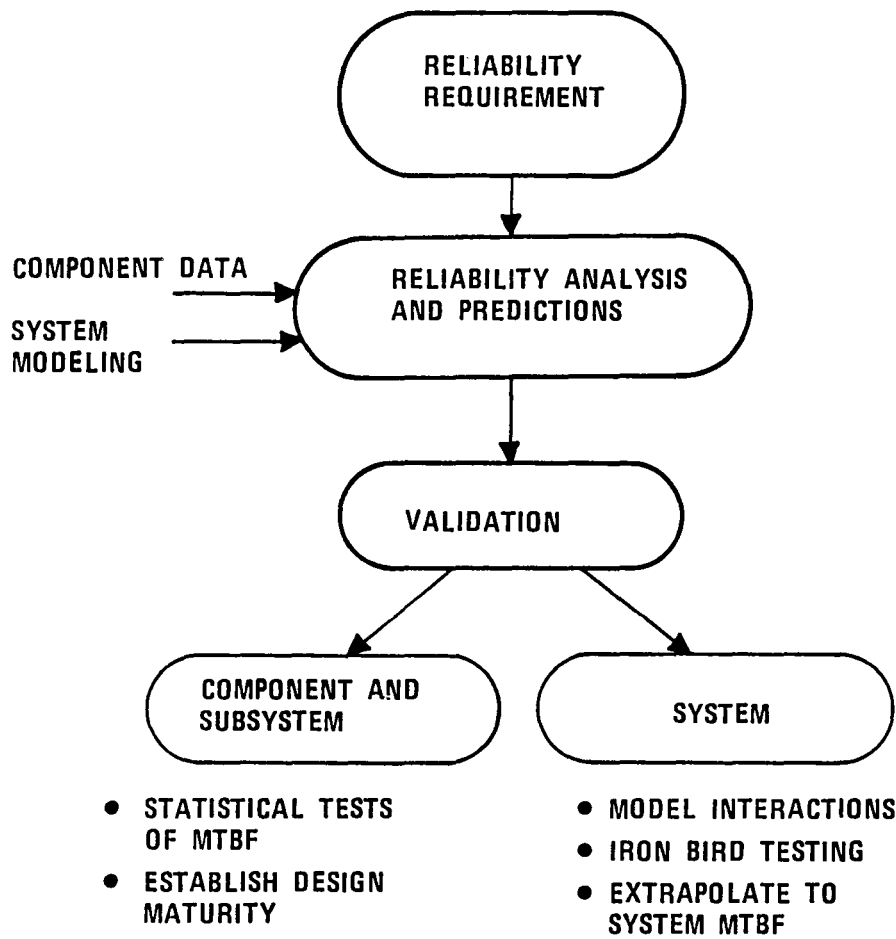 RELIABILITY
REQUIREMENT
COMPONENT DATA
SYSTEM
MODELING
RELIABILITY ANALYSIS
AND PREDICTIONS
VALIDATION
COMPONENT AND
SUBSYSTEM
• STATISTICAL TESTS
OF MTBF
• ESTABLISH DESIGN
MATURITY
SYSTEM
• MODEL INTERACTIONS
• IRON BIRD TESTING
• EXTRAPOLATE TO
SYSTEM MTBF